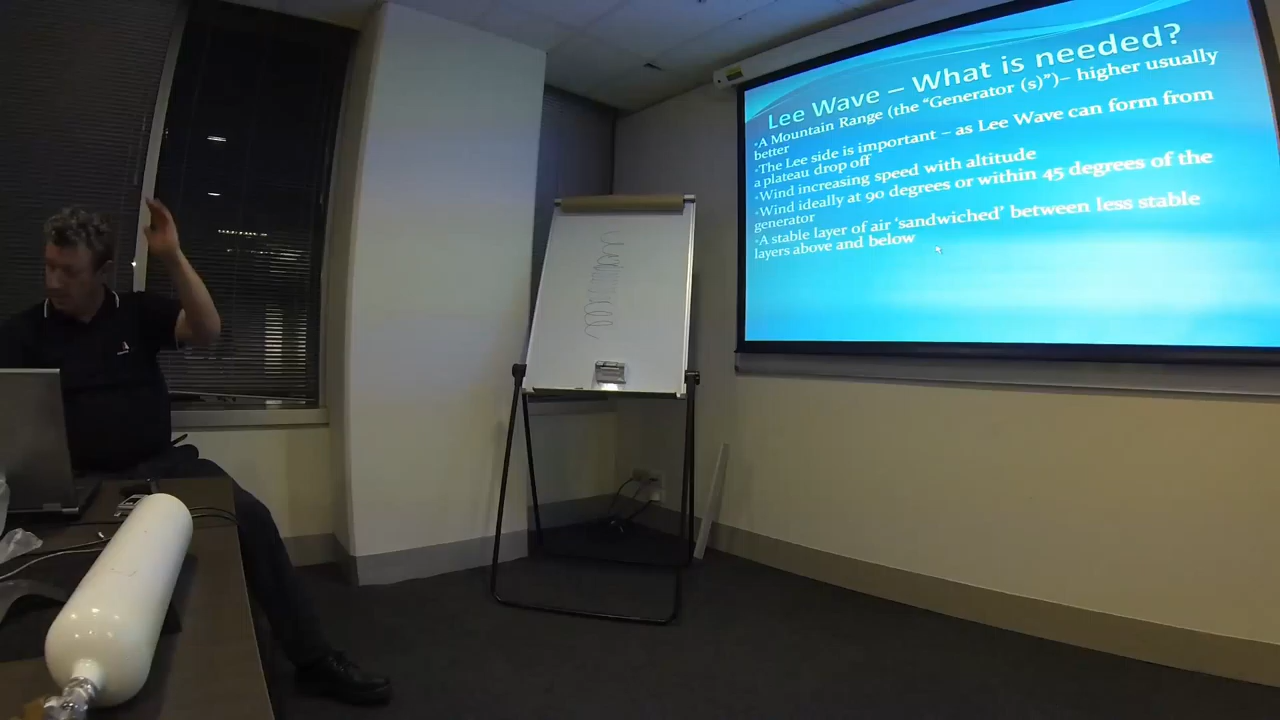 Lee Wave – What is needed?
•A Mountain Range (the “Generator (s)”)– higher usually
better
•The Lee side is important – as Lee Wave can form from
a plateau drop off
•Wind increasing speed with altitude
•Wind ideally at 90 degrees or within 45 degrees of the
generator
•A stable layer of air ‘sandwiched’ between less stable
layers above and below